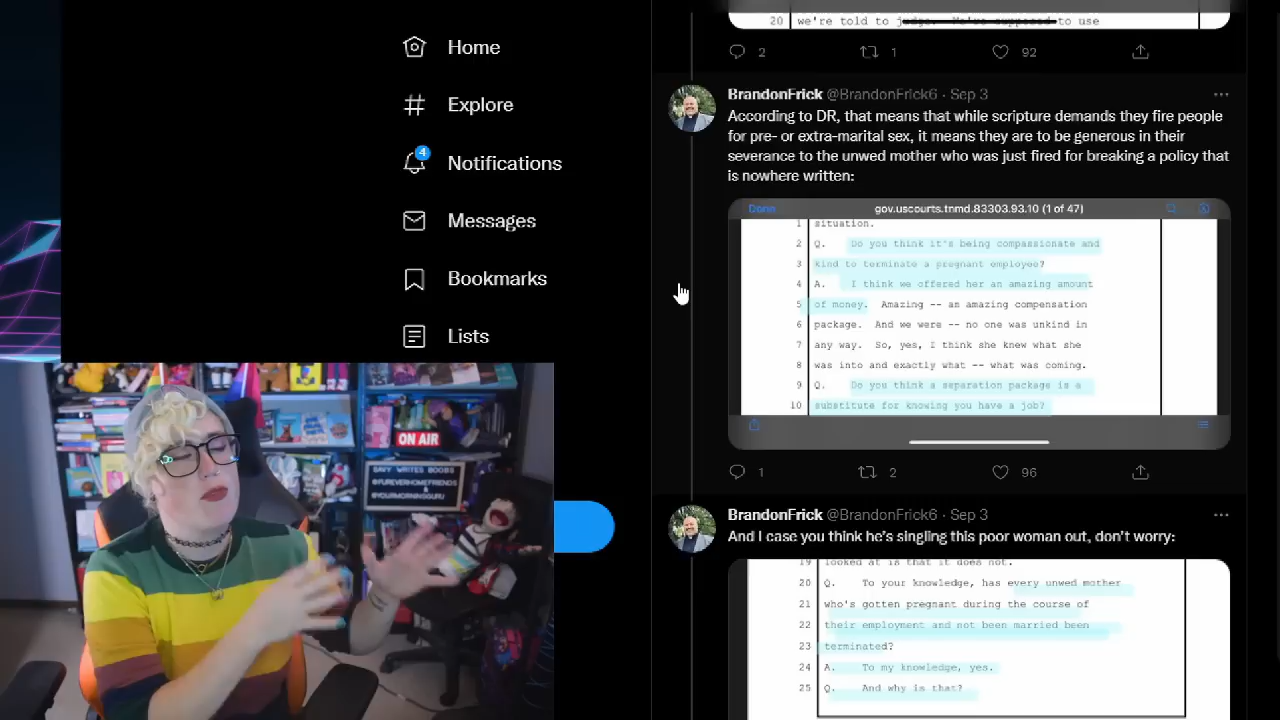 20 we're told to judge. We're supposed to use
2 1 92
Home
Explore
4
Notifications
Messages
Bookmarks
Lists
BrandonFrick @BrandonFrick6 · Sep 3
According to DR, that means that while scripture demands they fire people
for pre- or extra-marital sex, it means they are to be generous in their
severance to the unwed mother who was just fired for breaking a policy that
is nowhere written:
Done gov.uscourts.tnmd.83303.93.10 (1 of 47)
1 situation.
2 Q. Do you think it's being compassionate and
3 kind to terminate a pregnant employee?
4 A. I think we offered her an amazing amount
5 of money. Amazing -- an amazing compensation
6 package. And we were -- no one was unkind in
7 any way. So, yes, I think she knew what she
8 was into and exactly what -- what was coming.
9 Q. Do you think a separation package is a
10 substitute for knowing you have a job?
1 2 96
BrandonFrick @BrandonFrick6 · Sep 3
And I case you think he's singling this poor woman out, don't worry:
19 looked at is that it does not.
20 Q. To your knowledge, has every unwed mother
21 who's gotten pregnant during the course of
22 their employment and not been married been
23 terminated?
24 A. To my knowledge, yes.
25 Q. And why is that?
ON AIR
SAVY WRITES BOOBS
@FUREVERHOMEFRIENDS
&
@YOURMORNINGGURU